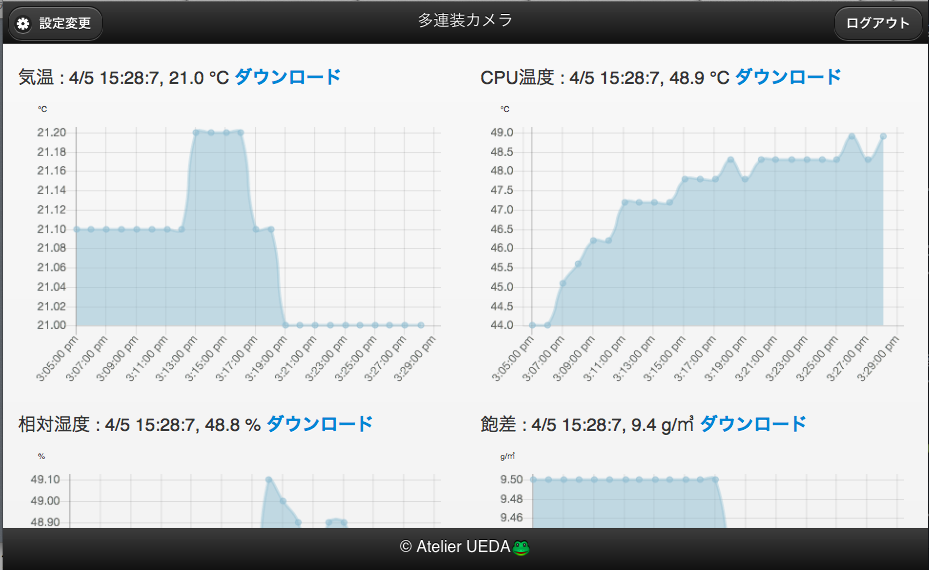 設定変更
多連装カメラ
ログアウト
気温 : 4/5 15:28:7, 21.0 °C ダウンロード
°C
21.20
21.18
21.16
21.14
21.12
21.10
21.08
21.06
21.04
21.02
21.00
3:05:00 pm
3:07:00 pm
3:09:00 pm
3:11:00 pm
3:13:00 pm
3:15:00 pm
3:17:00 pm
3:19:00 pm
3:21:00 pm
3:23:00 pm
3:25:00 pm
3:27:00 pm
3:29:00 pm
CPU温度 : 4/5 15:28:7, 48.9 °C ダウンロード
°C
49.0
48.5
48.0
47.5
47.0
46.5
46.0
45.5
45.0
44.5
44.0
3:05:00 pm
3:07:00 pm
3:09:00 pm
3:11:00 pm
3:13:00 pm
3:15:00 pm
3:17:00 pm
3:19:00 pm
3:21:00 pm
3:23:00 pm
3:25:00 pm
3:27:00 pm
3:29:00 pm
相対湿度 : 4/5 15:28:7, 48.8 % ダウンロード
%
49.10
49.00
48.90
飽差 : 4/5 15:28:7, 9.4 g/㎥ ダウンロード
g/㎥
9.50
9.48
9.46
© Atelier UEDA🐸